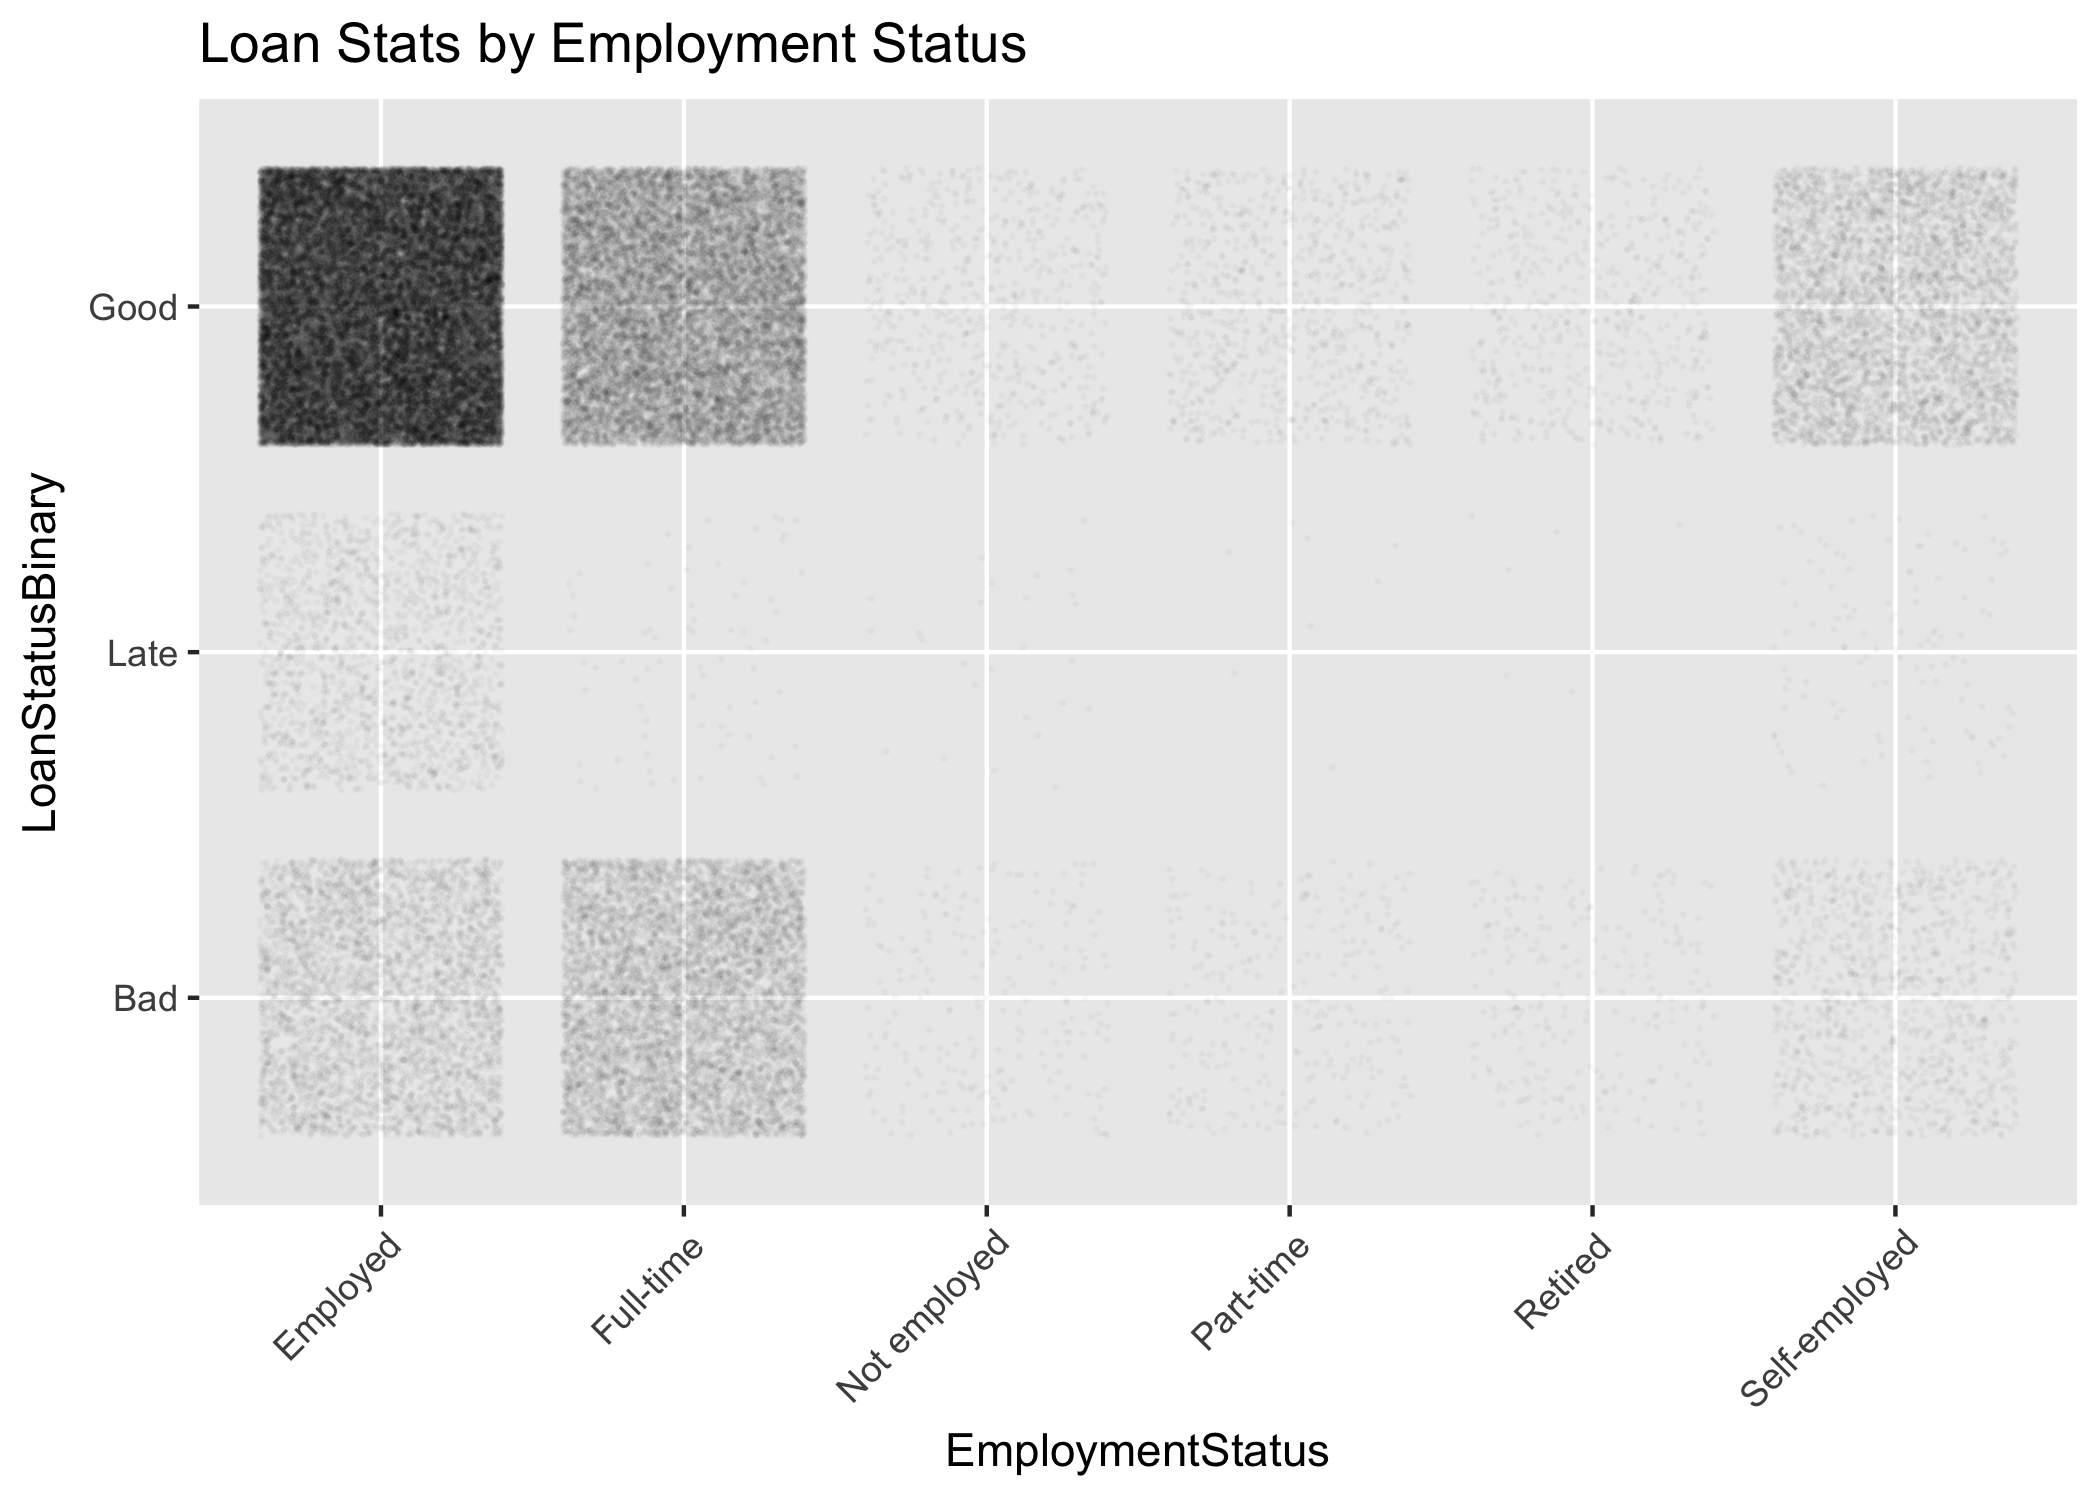 Loan Stats by Employment Status
LoanStatusBinary
Good
Late
Bad
Employed
Full-time
Not employed
Part-time
Retired
Self-employed
EmploymentStatus